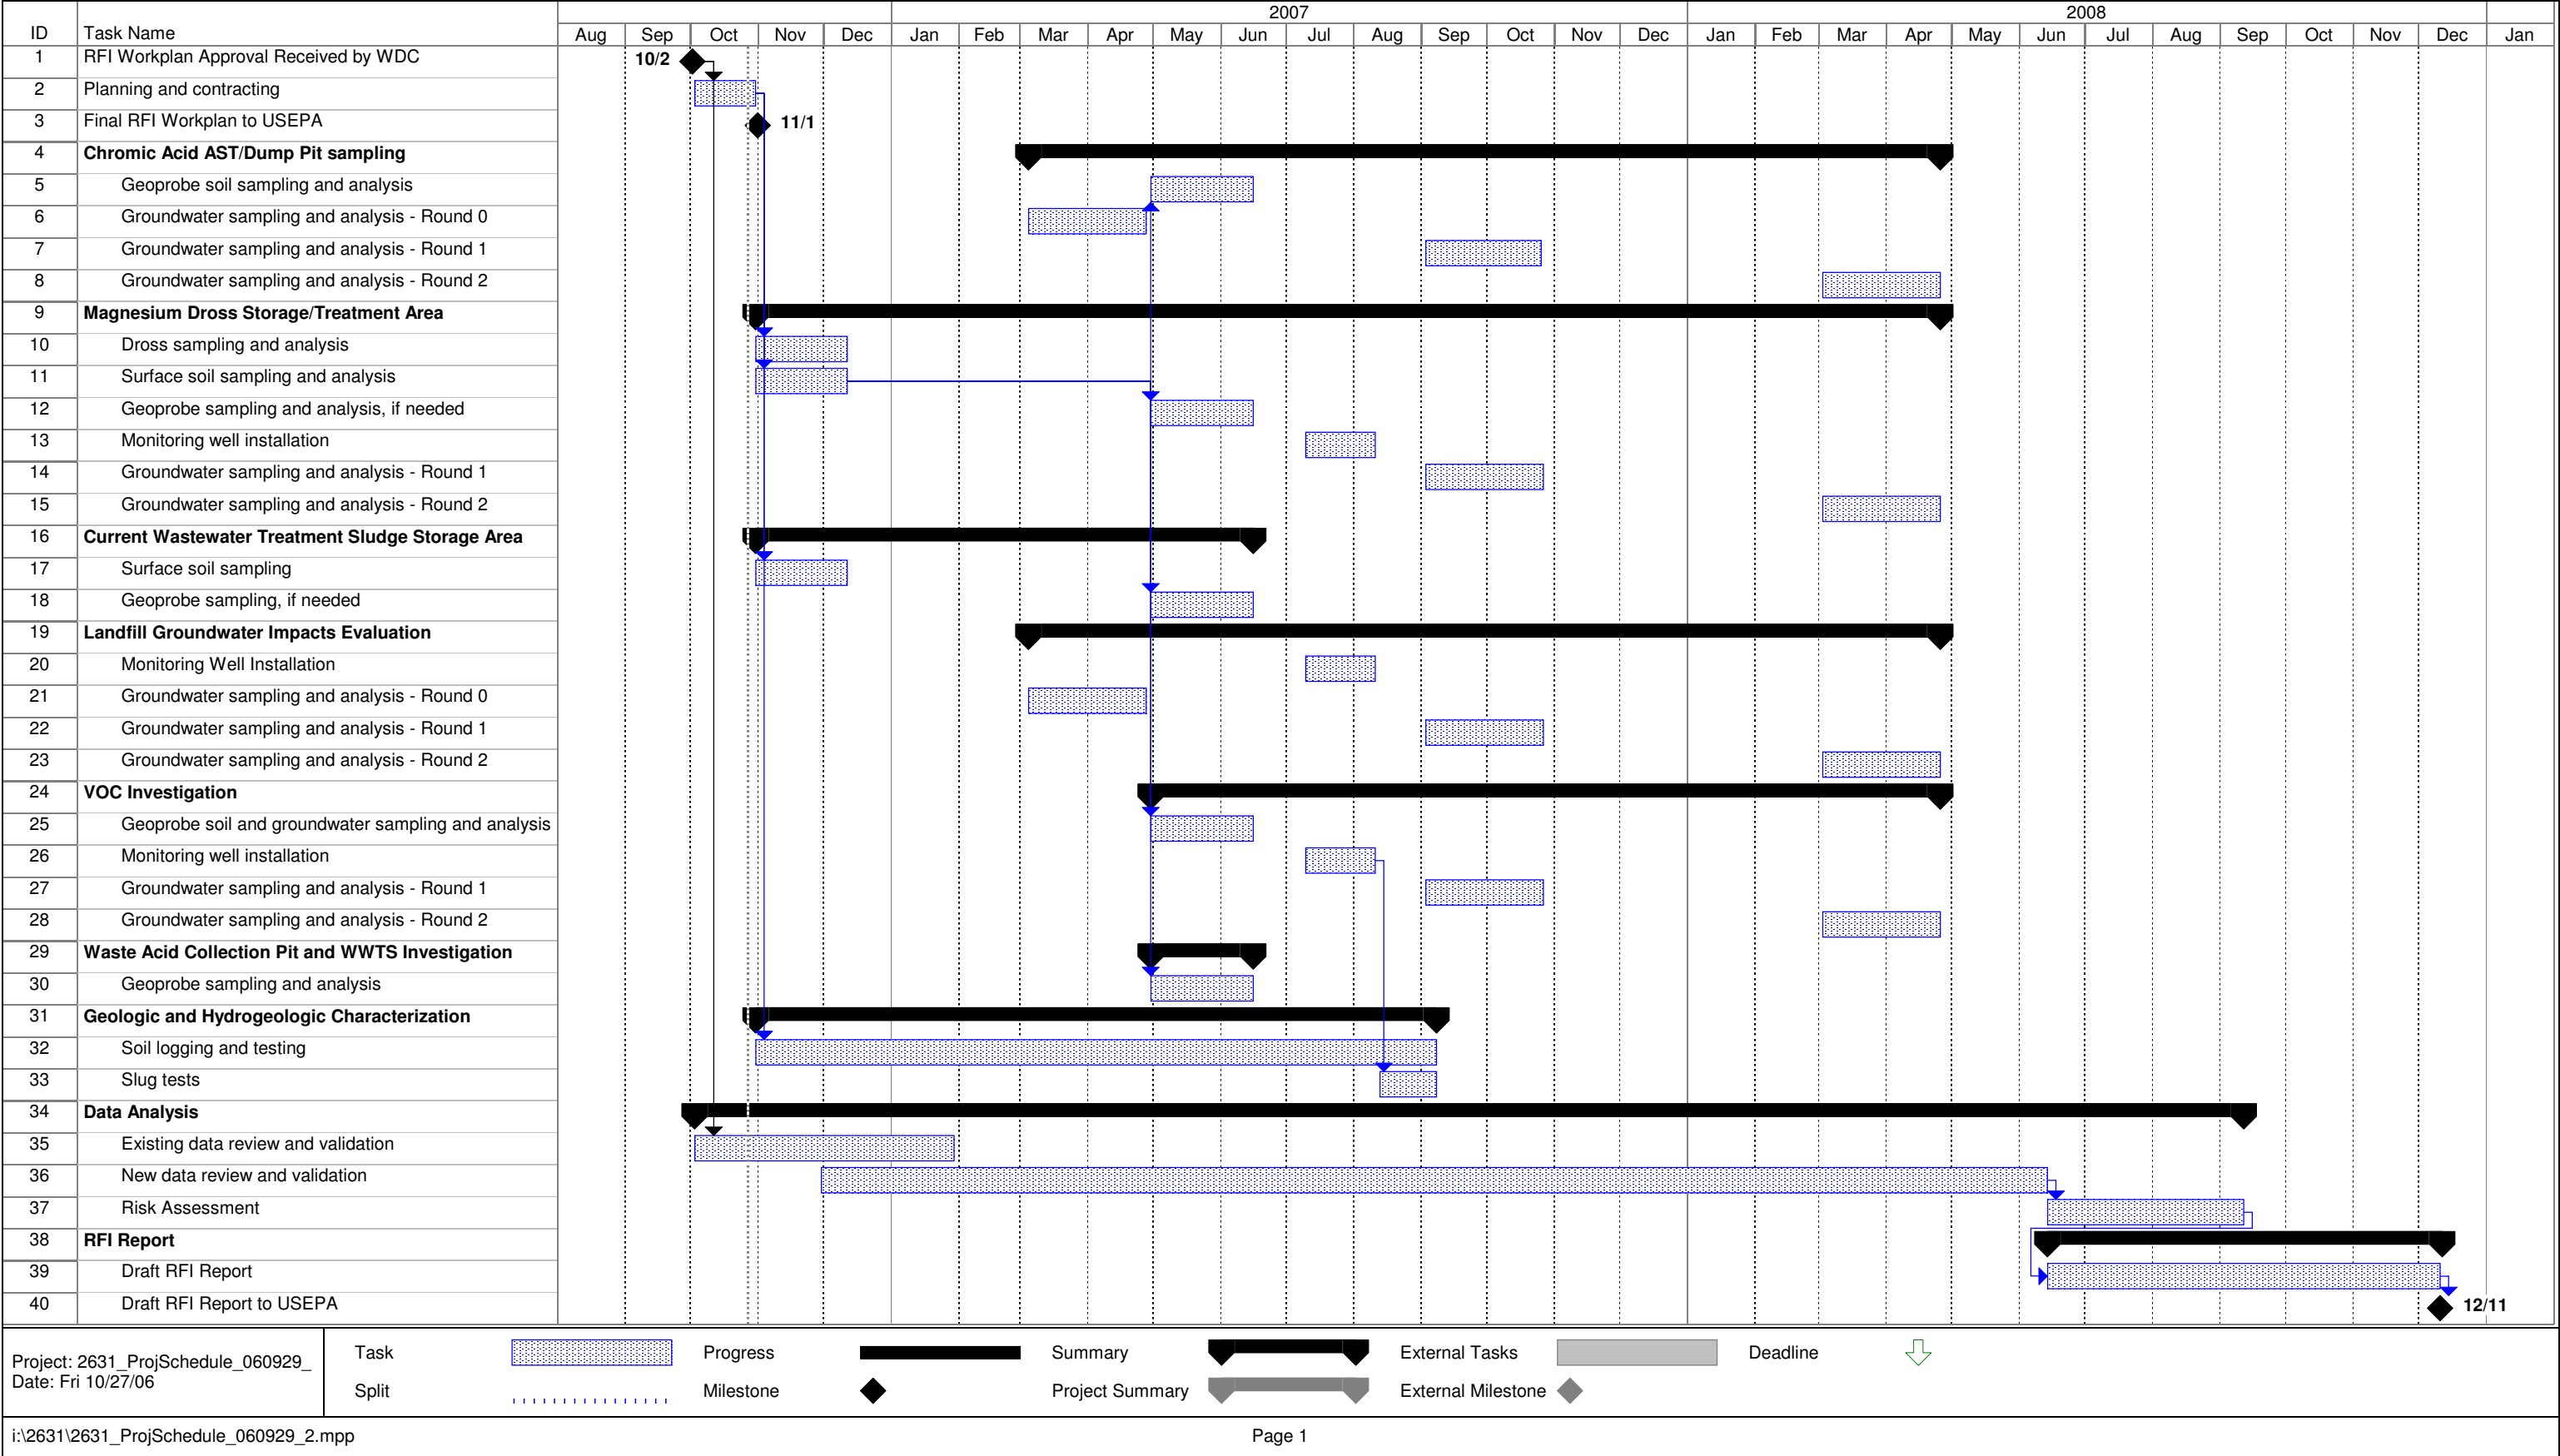 2007 2008
ID Task Name Aug Sep Oct Nov Dec Jan Feb Mar Apr May Jun Jul Aug Sep Oct Nov Dec Jan Feb Mar Apr May Jun Jul Aug Sep Oct Nov Dec Jan
1 RFI Workplan Approval Received by WDC 10/2
2 Planning and contracting
3 Final RFI Workplan to USEPA 11/1
4 Chromic Acid AST/Dump Pit sampling
5 Geoprobe soil sampling and analysis
6 Groundwater sampling and analysis - Round 0
7 Groundwater sampling and analysis - Round 1
8 Groundwater sampling and analysis - Round 2
9 Magnesium Dross Storage/Treatment Area
10 Dross sampling and analysis
11 Surface soil sampling and analysis
12 Geoprobe sampling and analysis, if needed
13 Monitoring well installation
14 Groundwater sampling and analysis - Round 1
15 Groundwater sampling and analysis - Round 2
16 Current Wastewater Treatment Sludge Storage Area
17 Surface soil sampling
18 Geoprobe sampling, if needed
19 Landfill Groundwater Impacts Evaluation
20 Monitoring Well Installation
21 Groundwater sampling and analysis - Round 0
22 Groundwater sampling and analysis - Round 1
23 Groundwater sampling and analysis - Round 2
24 VOC Investigation
25 Geoprobe soil and groundwater sampling and analysis
26 Monitoring well installation
27 Groundwater sampling and analysis - Round 1
28 Groundwater sampling and analysis - Round 2
29 Waste Acid Collection Pit and WWTS Investigation
30 Geoprobe sampling and analysis
31 Geologic and Hydrogeologic Characterization
32 Soil logging and testing
33 Slug tests
34 Data Analysis
35 Existing data review and validation
36 New data review and validation
37 Risk Assessment
38 RFI Report
39 Draft RFI Report
40 Draft RFI Report to USEPA 12/11
Project: 2631_ProjSchedule_060929_
Date: Fri 10/27/06
Task Progress Summary External Tasks Deadline
Split Milestone Project Summary External Milestone
i:\2631\2631_ProjSchedule_060929_2.mpp Page 1